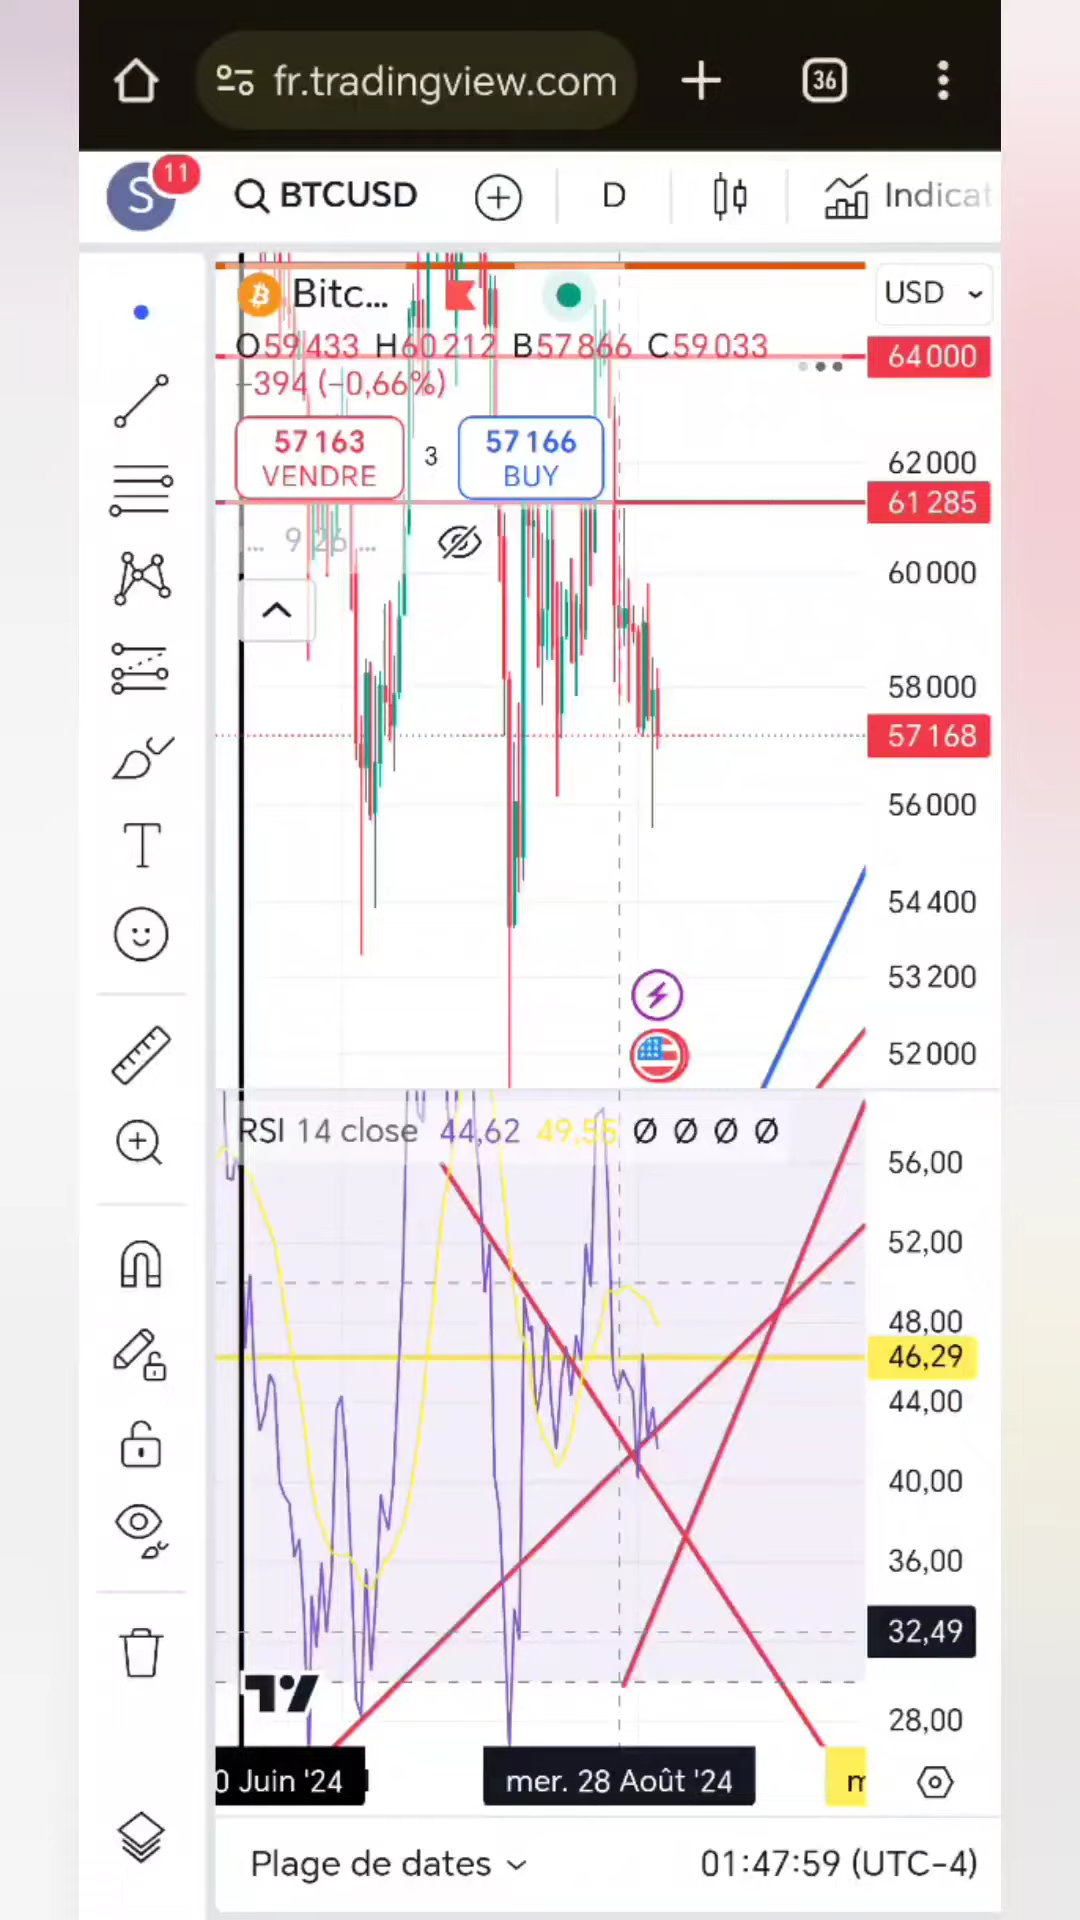 fr.tradingview.com
36
S
11
BTCUSD
D
Indicat
Bitc...
USD
O59433 H60212 B57866 C59033
−394 (−0,66%)
57163
VENDRE
3
57166
BUY
... 9 26 ...
64000
62000
61285
60000
58000
57168
56000
54400
53200
52000
RSI 14 close 44,62 49,55 Ø Ø Ø Ø
56,00
52,00
48,00
46,29
44,00
40,00
36,00
32,49
28,00
0 Juin '24
mer. 28 Août '24
m
Plage de dates
01:47:59 (UTC−4)